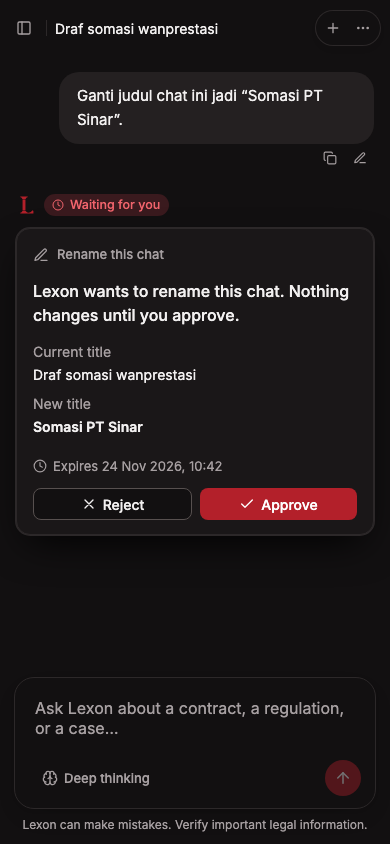 Draf somasi wanprestasi
Ganti judul chat ini jadi “Somasi PT
Sinar”.
L
Waiting for you
Rename this chat
Lexon wants to rename this chat. Nothing
changes until you approve.
Current title
Draf somasi wanprestasi
New title
Somasi PT Sinar
Expires 24 Nov 2026, 10:42
Reject
Approve
Ask Lexon about a contract, a regulation,
or a case...
Deep thinking
Lexon can make mistakes. Verify important legal information.